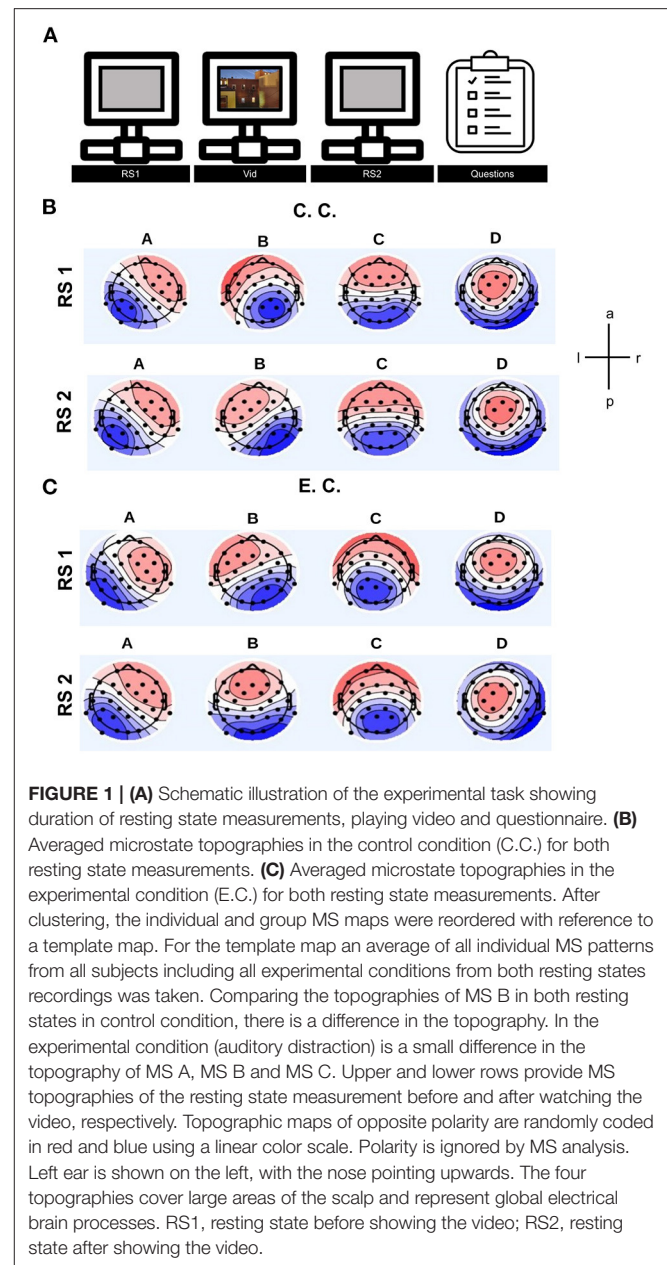 A
RS1 Vid RS2 Questions
B
C. C.
A B C D
RS 1
a
l r
p
A B C D
RS 2
C
E. C.
A B C D
RS 1
A B C D
RS 2
FIGURE 1 | (A) Schematic illustration of the experimental task showing
duration of resting state measurements, playing video and questionnaire. (B)
Averaged microstate topographies in the control condition (C.C.) for both
resting state measurements. (C) Averaged microstate topographies in the
experimental condition (E.C.) for both resting state measurements. After
clustering, the individual and group MS maps were reordered with reference to
a template map. For the template map an average of all individual MS patterns
from all subjects including all experimental conditions from both resting states
recordings was taken. Comparing the topographies of MS B in both resting
states in control condition, there is a difference in the topography. In the
experimental condition (auditory distraction) is a small difference in the
topography of MS A, MS B and MS C. Upper and lower rows provide MS
topographies of the resting state measurement before and after watching the
video, respectively. Topographic maps of opposite polarity are randomly coded
in red and blue using a linear color scale. Polarity is ignored by MS analysis.
Left ear is shown on the left, with the nose pointing upwards. The four
topographies cover large areas of the scalp and represent global electrical
brain processes. RS1, resting state before showing the video; RS2, resting
state after showing the video.